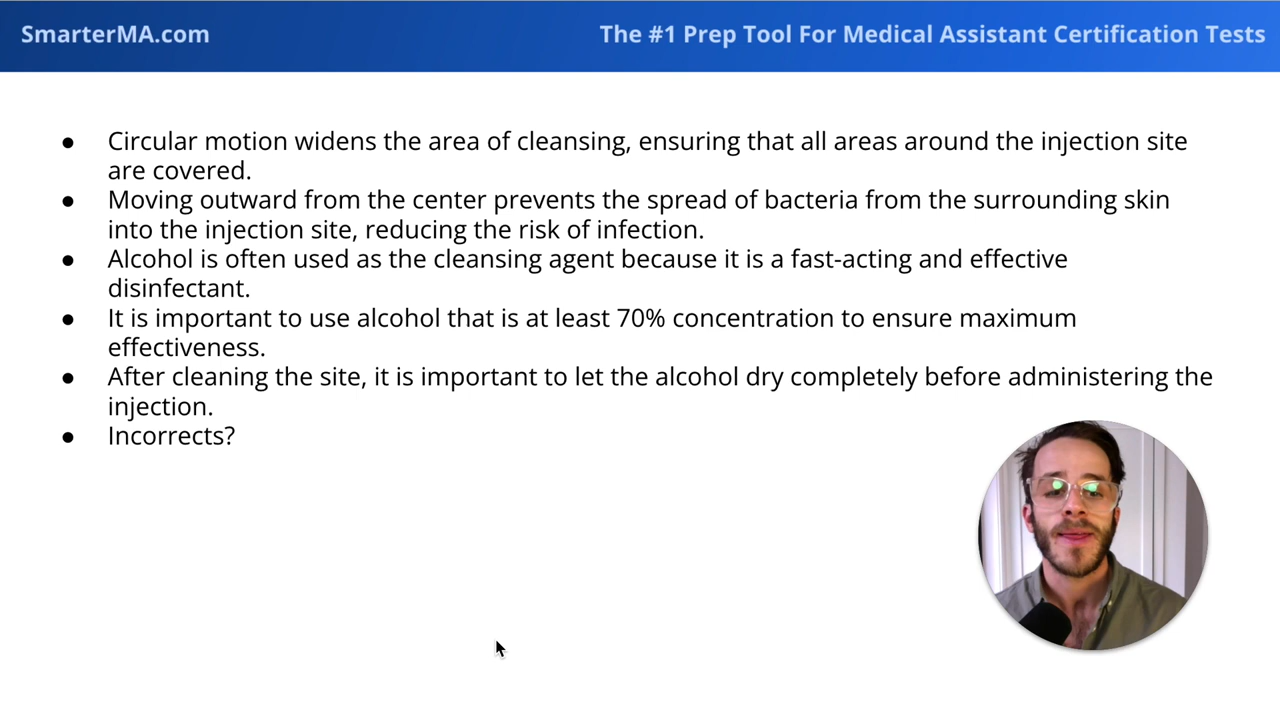 SmarterMA.com
The #1 Prep Tool For Medical Assistant Certification Tests
● Circular motion widens the area of cleansing, ensuring that all areas around the injection site
are covered.
● Moving outward from the center prevents the spread of bacteria from the surrounding skin
into the injection site, reducing the risk of infection.
● Alcohol is often used as the cleansing agent because it is a fast-acting and effective
disinfectant.
● It is important to use alcohol that is at least 70% concentration to ensure maximum
effectiveness.
● After cleaning the site, it is important to let the alcohol dry completely before administering the
injection.
● Incorrects?